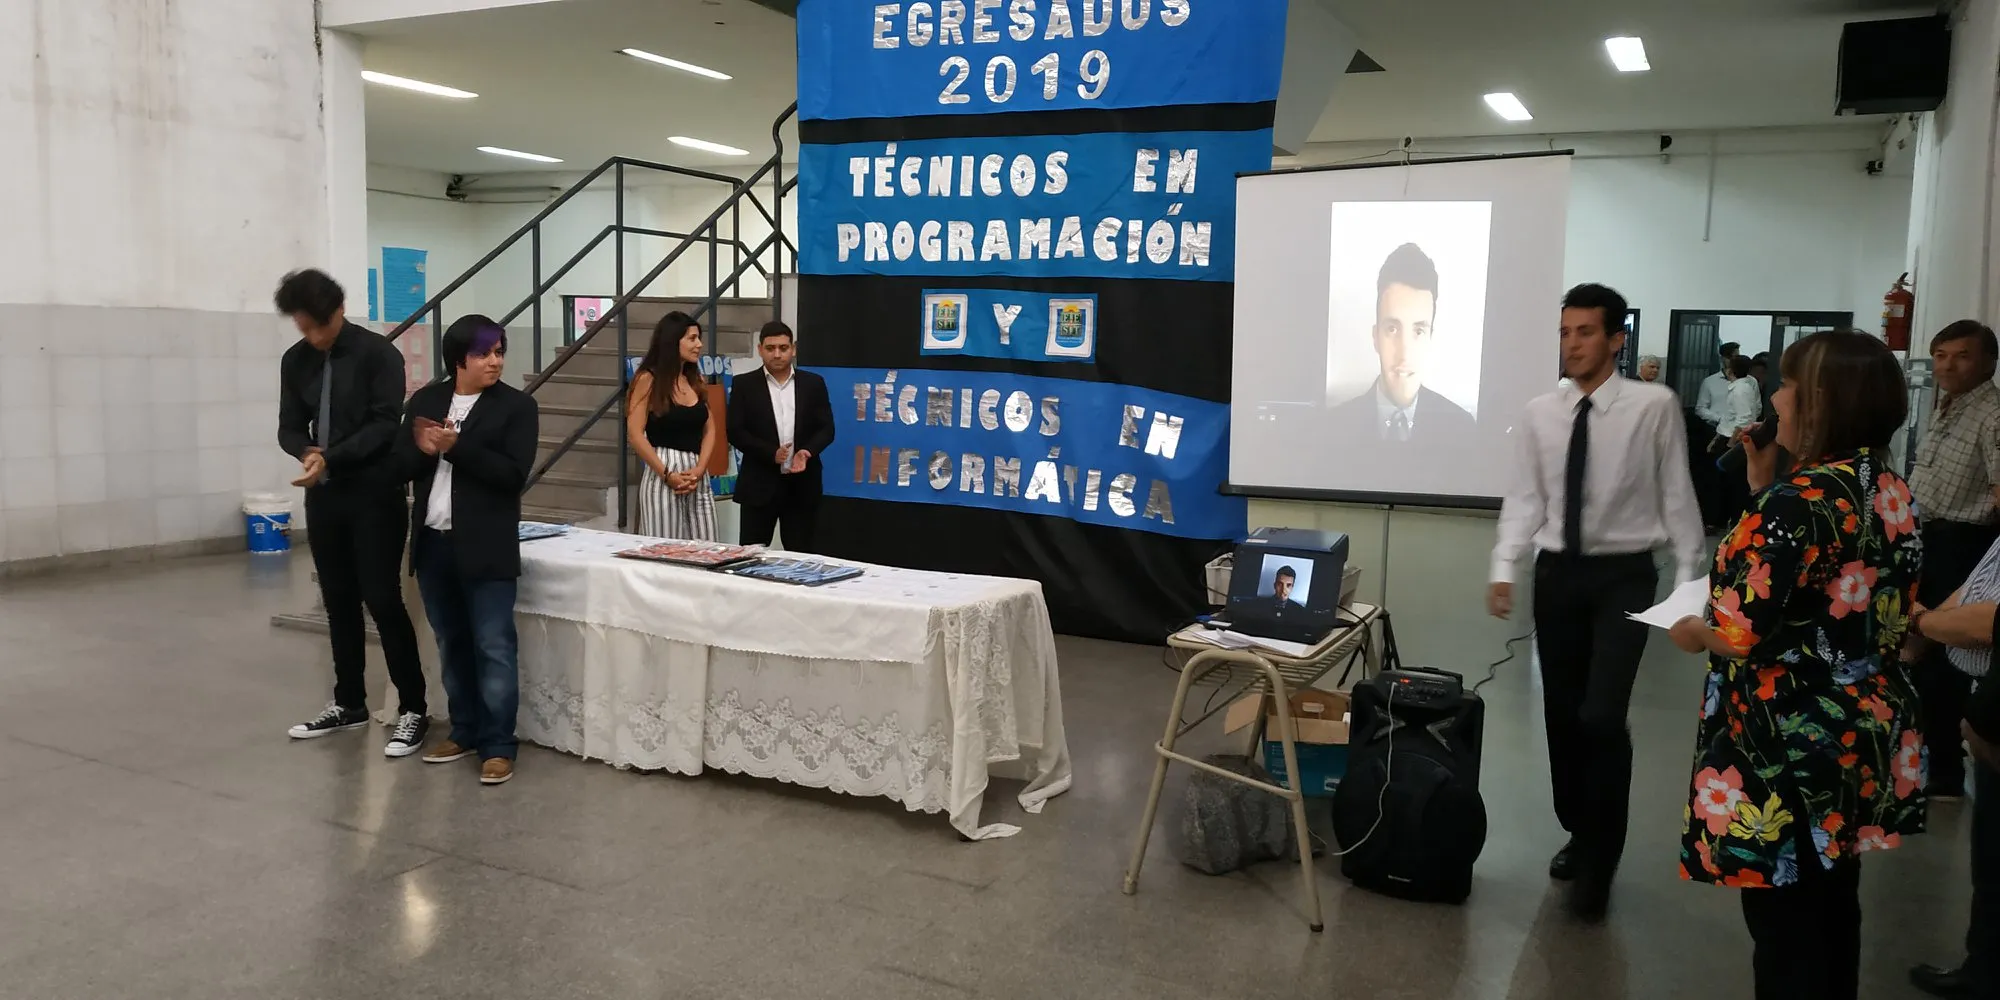 EGRESADOS
2019
TÉCNICOS EN
PROGRAMACIÓN
Y
TÉCNICOS EN
INFORMÁTICA